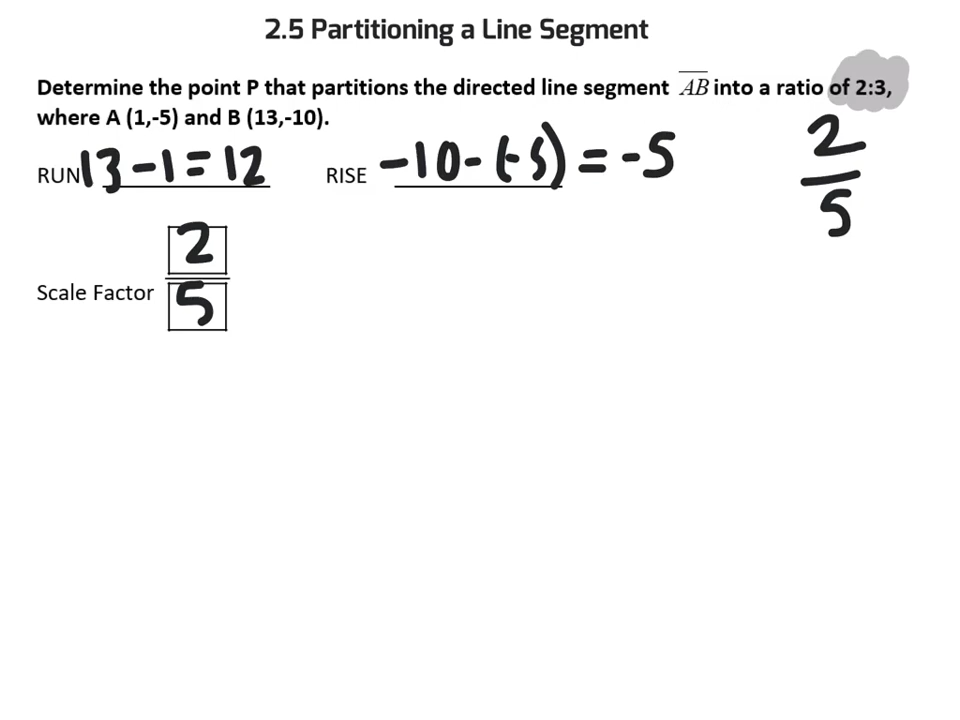 2.5 Partitioning a Line Segment
Determine the point P that partitions the directed line segment AB into a ratio of 2:3,
where A (1,-5) and B (13,-10).
RUN 13-1=12 RISE -10-(-5)=-5
2
5
Scale Factor 2
5